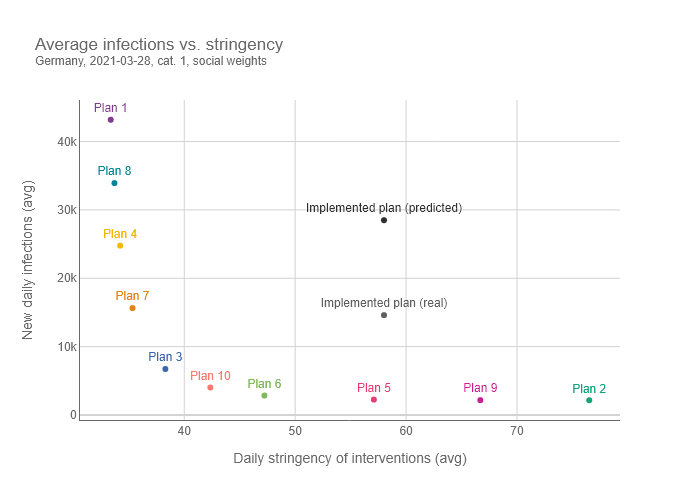 Average infections vs. stringency
Germany, 2021-03-28, cat. 1, social weights
Plan 1
40k
Plan 8
30k
Implemented plan (predicted)
Plan 4
20k
Plan 7
Implemented plan (real)
10k
Plan 3
Plan 10
Plan 6
Plan 5
Plan 9
Plan 2
0
40
50
60
70
New daily infections (avg)
Daily stringency of interventions (avg)